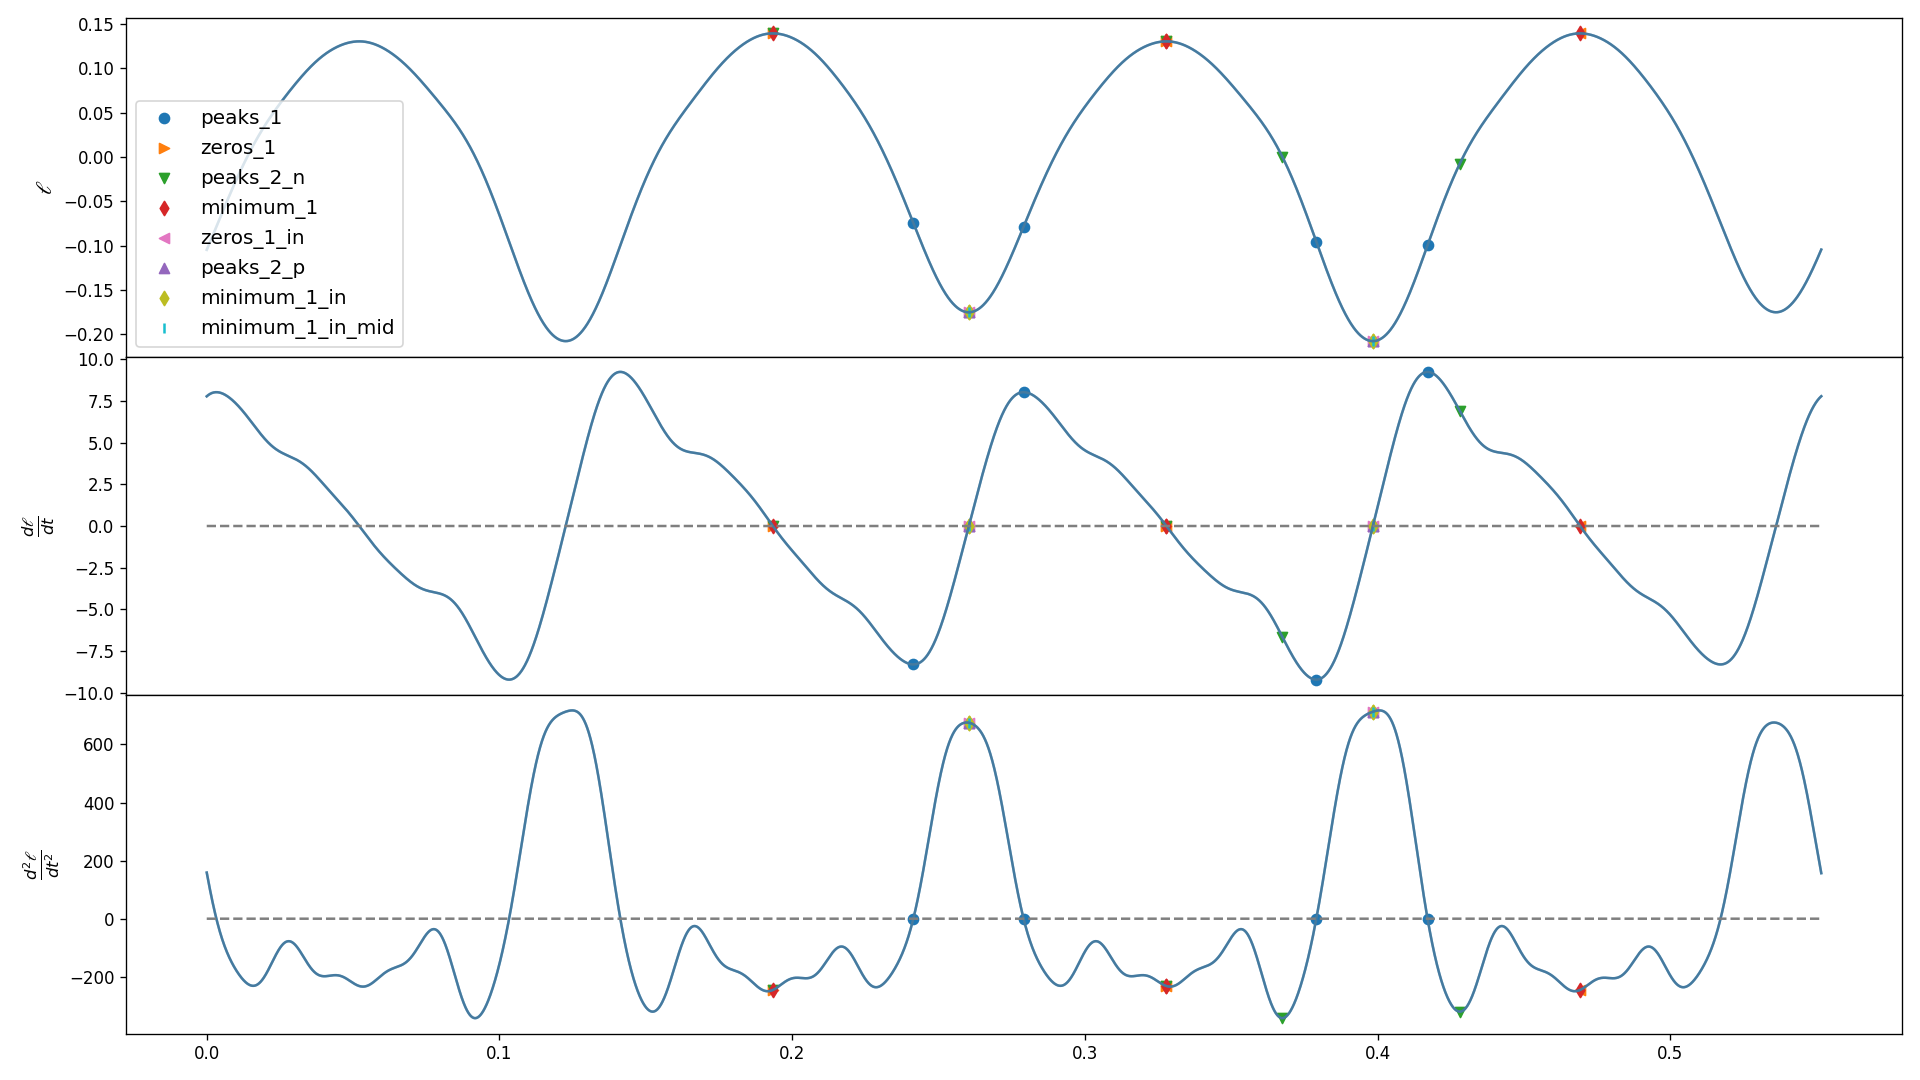 0.15
0.10
0.05
0.00
−0.05
−0.10
−0.15
−0.20
ℓ
peaks_1
zeros_1
peaks_2_n
minimum_1
zeros_1_in
peaks_2_p
minimum_1_in
minimum_1_in_mid
10.0
7.5
5.0
2.5
0.0
−2.5
−5.0
−7.5
−10.0
dℓ
dt
600
400
200
0
−200
d²ℓ
dt²
0.0 0.1 0.2 0.3 0.4 0.5